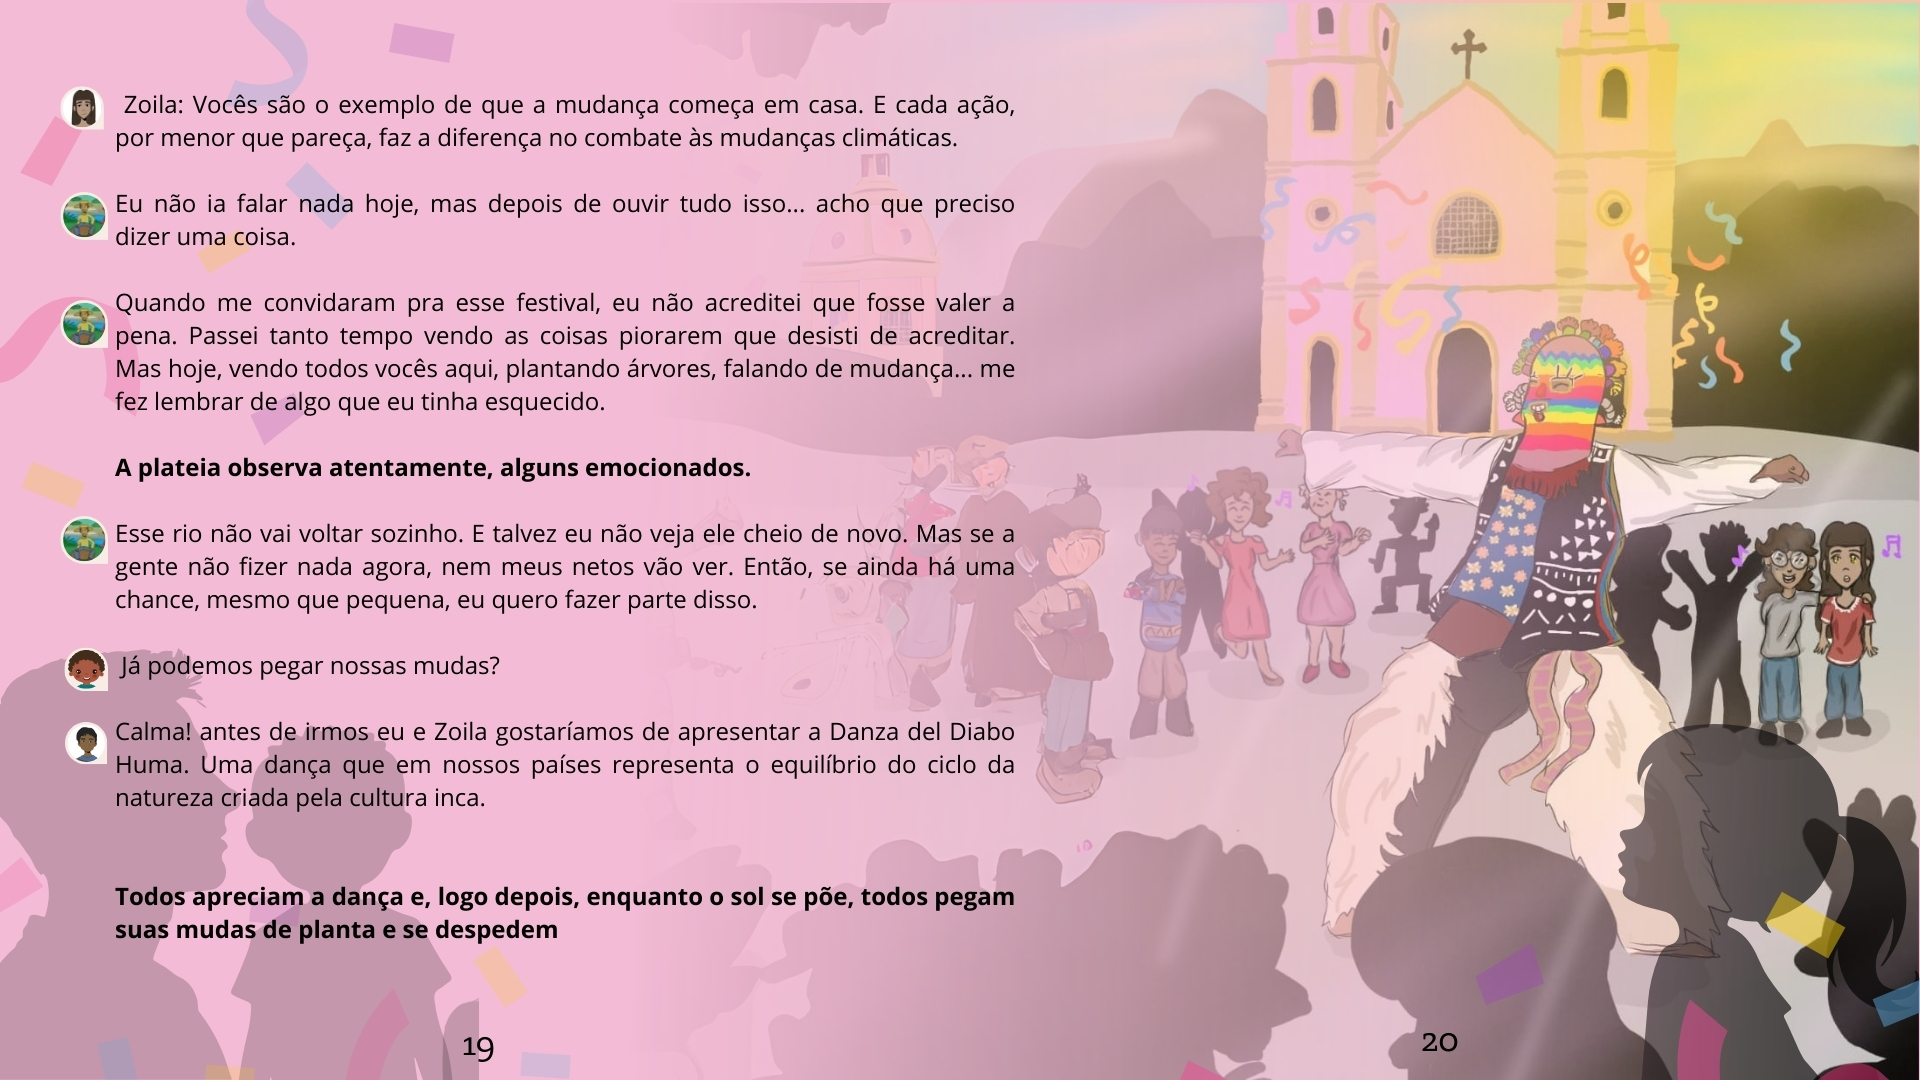 Zoila: Vocês são o exemplo de que a mudança começa em casa. E cada ação,
por menor que pareça, faz a diferença no combate às mudanças climáticas.
Eu não ia falar nada hoje, mas depois de ouvir tudo isso... acho que preciso
dizer uma coisa.
Quando me convidaram pra esse festival, eu não acreditei que fosse valer a
pena. Passei tanto tempo vendo as coisas piorarem que desisti de acreditar.
Mas hoje, vendo todos vocês aqui, plantando árvores, falando de mudança... me
fez lembrar de algo que eu tinha esquecido.
A plateia observa atentamente, alguns emocionados.
Esse rio não vai voltar sozinho. E talvez eu não veja ele cheio de novo. Mas se a
gente não fizer nada agora, nem meus netos vão ver. Então, se ainda há uma
chance, mesmo que pequena, eu quero fazer parte disso.
Já podemos pegar nossas mudas?
Calma! antes de irmos eu e Zoila gostaríamos de apresentar a Danza del Diabo
Huma. Uma dança que em nossos países representa o equilíbrio do ciclo da
natureza criada pela cultura inca.
Todos apreciam a dança e, logo depois, enquanto o sol se põe, todos pegam
suas mudas de planta e se despedem
19
20